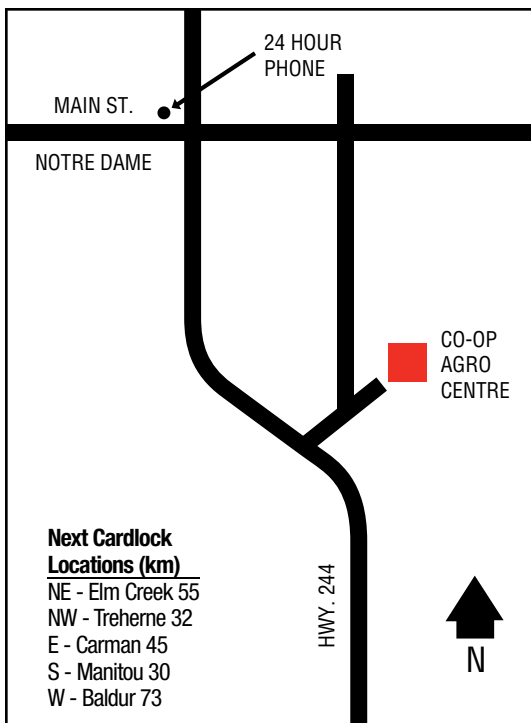 24 HOUR
PHONE
MAIN ST.
NOTRE DAME
CO-OP
AGRO
CENTRE
Next Cardlock
Locations (km)
NE - Elm Creek 55
NW - Treherne 32
E - Carman 45
S - Manitou 30
W - Baldur 73
HWY. 244
N